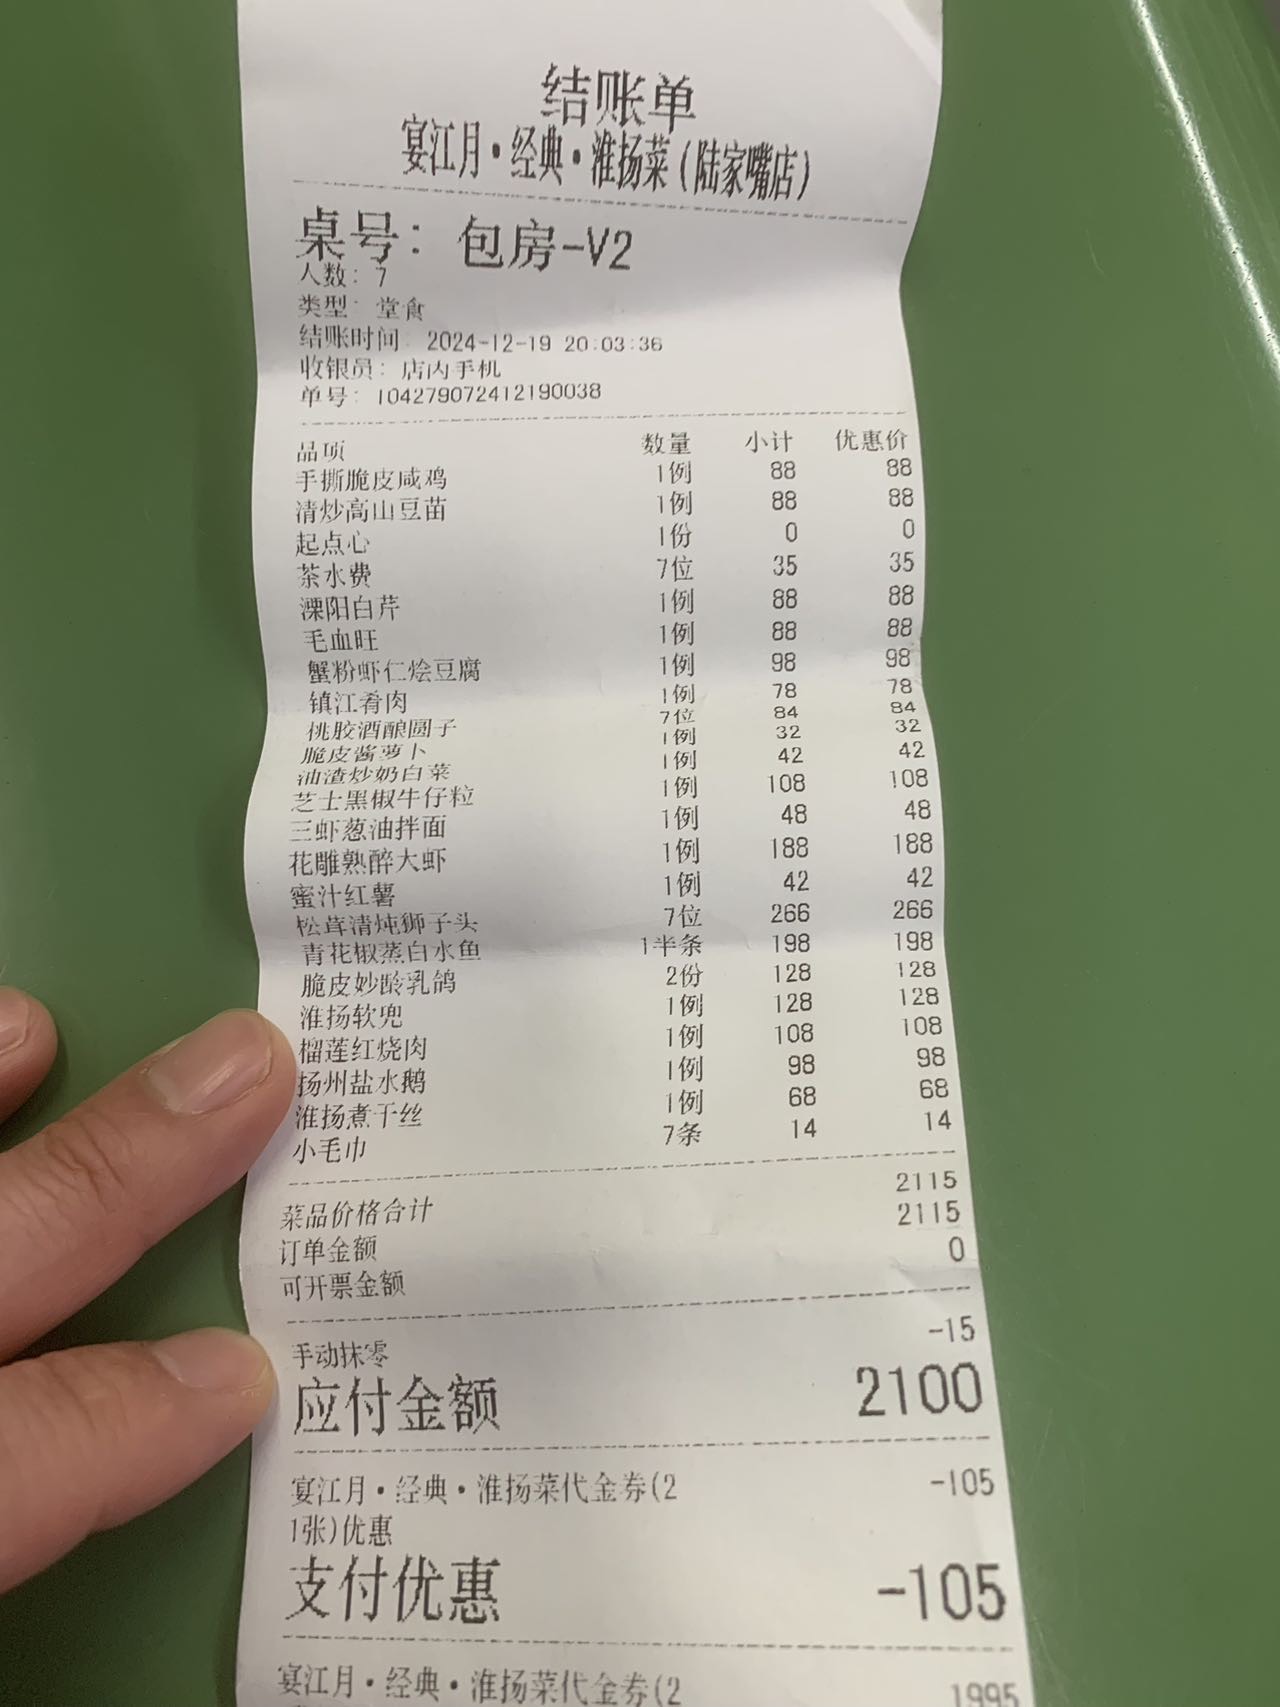 结账单
宴江月·经典·淮扬菜(陆家嘴店)
桌号: 包房-V2
人数: 7
类型: 堂食
结账时间: 2024-12-19 20:03:36
收银员: 店内手机
单号: 104279072412190038
品项 数量 小计 优惠价
手撕脆皮咸鸡 1例 88 88
清炒高山豆苗 1例 88 88
起点心 1份 0 0
茶水费 7位 35 35
溧阳白芹 1例 88 88
毛血旺 1例 88 88
蟹粉虾仁烩豆腐 1例 98 98
镇江肴肉 1例 78 78
桃胶酒酿圆子 7位 84 84
脆皮酱萝卜 1例 32 32
油渣炒奶白菜 1例 42 42
芝士黑椒牛仔粒 1例 108 108
三虾葱油拌面 1例 48 48
花雕熟醉大虾 1例 188 188
蜜汁红薯 1例 42 42
松茸清炖狮子头 7位 266 266
青花椒蒸白水鱼 1半条 198 198
脆皮妙龄乳鸽 2份 128 128
淮扬软兜 1例 128 128
榴莲红烧肉 1例 108 108
扬州盐水鹅 1例 98 98
淮扬煮干丝 1例 68 68
小毛巾 7条 14 14
菜品价格合计 2115
订单金额 2115
可开票金额 0
手动抹零 -15
应付金额 2100
宴江月·经典·淮扬菜代金券(2 -105
1张)优惠
支付优惠 -105
宴江月·经典·淮扬菜代金券(2 1995